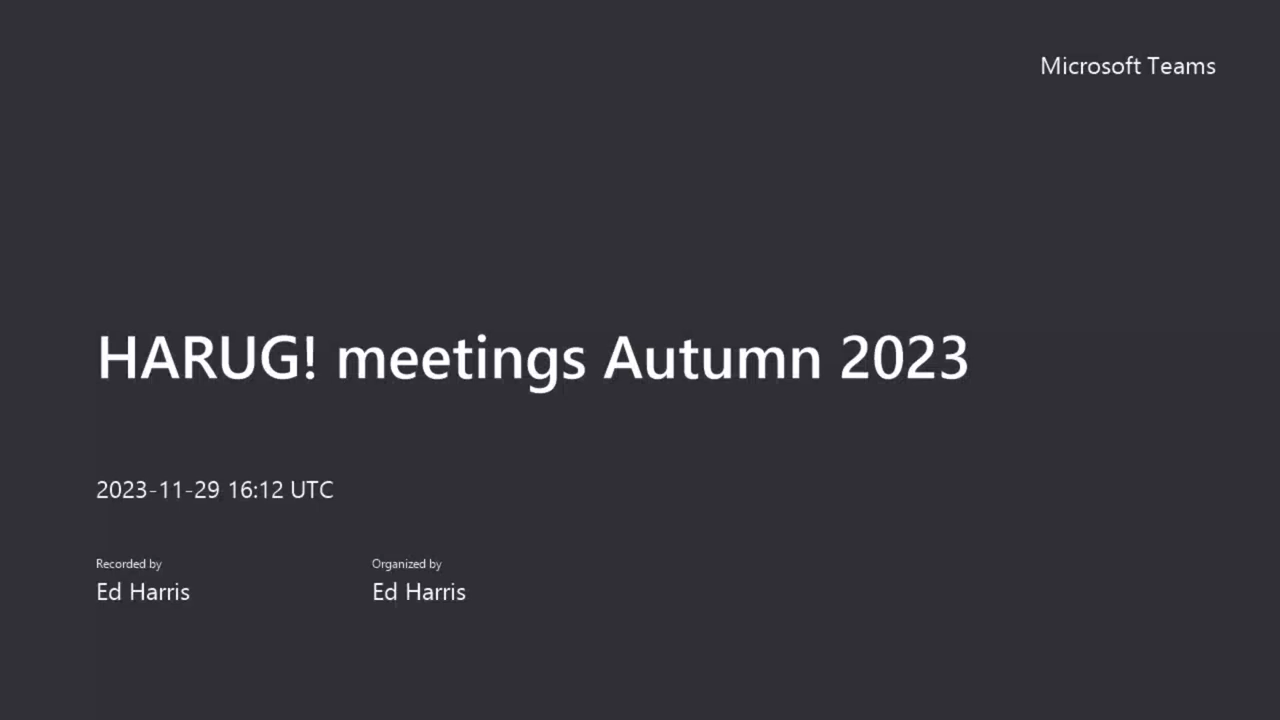 Microsoft Teams
HARUG! meetings Autumn 2023
2023-11-29 16:12 UTC
Recorded by
Ed Harris
Organized by
Ed Harris